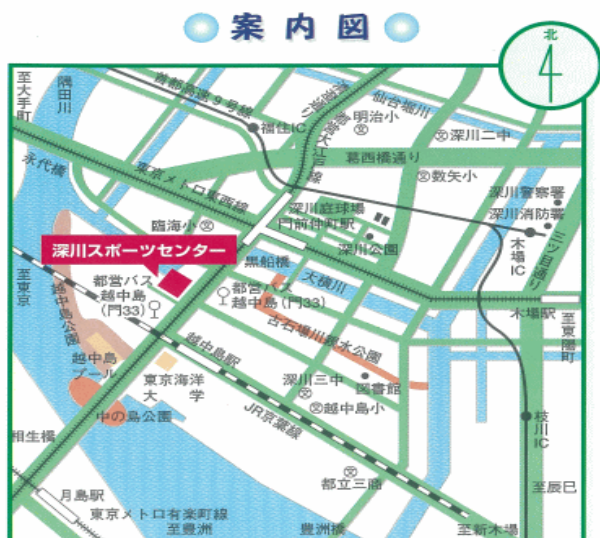 案内図
北
至大手町
隅田川
首都高速9号線
福住IC
都営大江戸線
明治小
仙台堀川
深川二中
葛西橋通り
数矢小
永代橋
東京メトロ東西線
深川庭球場
門前仲町駅
深川公園
深川警察署
深川消防署
木場IC
三ツ目通り
臨海小
深川スポーツセンター
黒船橋
大横川
都営バス
越中島
(門33)
都営バス
越中島(門33)
木場駅
至東陽町
至東京
越中島公園
古石場川親水公園
越中島駅
越中島
プール
東京海洋
大学
深川三中
図書館
越中島小
中の島公園
JR京葉線
枝川IC
相生橋
都立三商
月島駅
東京メトロ有楽町線
至豊洲
豊洲橋
至新木場
至辰巳